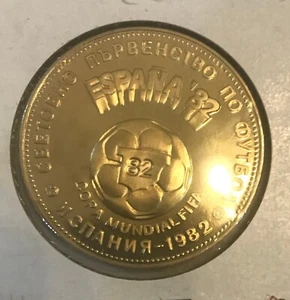 СВЕТОВНО ПЪРВЕНСТВО ПО ФУТБОЛ
ESPAÑA '82
82
COPA MUNDIAL FIFA
В ИСПАНИЯ-1982